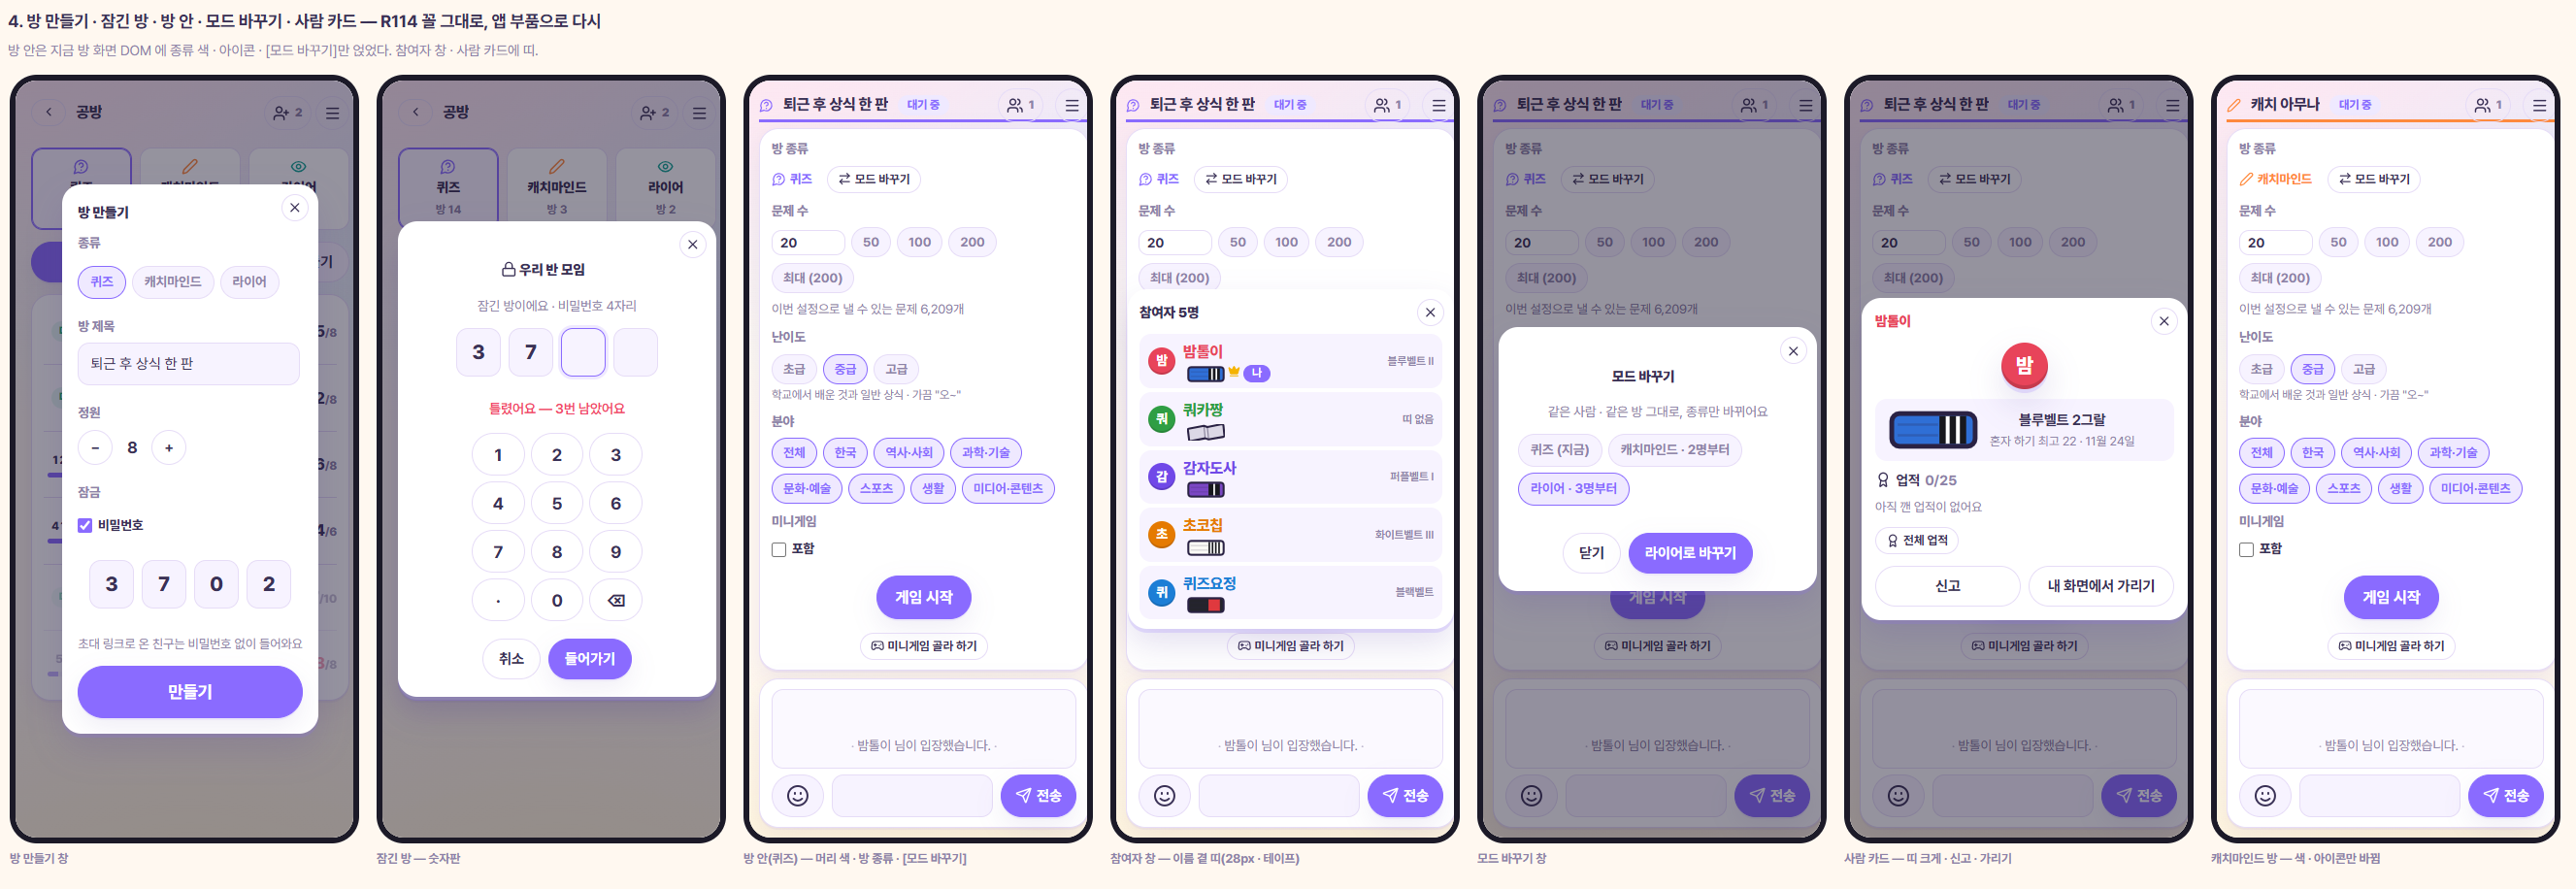 4. 방 만들기 · 잠긴 방 · 방 안 · 모드 바꾸기 · 사람 카드 — R114 꼴 그대로, 앱 부품으로 다시
방 안은 지금 방 화면 DOM 에 종류 색 · 아이콘 · [모드 바꾸기]만 얹었다. 참여자 창 · 사람 카드에 띠.
공방
2
방 만들기
종류
퀴즈
캐치마인드
라이어
방 제목
퇴근 후 상식 한 판
정원
−
8
+
잠금
비밀번호
3 7 0 2
초대 링크로 온 친구는 비밀번호 없이 들어와요
만들기
방 만들기 창
공방
2
퀴즈
방 14
캐치마인드
방 3
라이어
방 2
우리 반 모임
잠긴 방이에요 · 비밀번호 4자리
3 7
틀렸어요 — 3번 남았어요
1 2 3
4 5 6
7 8 9
· 0
취소
들어가기
잠긴 방 — 숫자판
퇴근 후 상식 한 판
대기 중
1
방 종류
퀴즈
모드 바꾸기
문제 수
20
50
100
200
최대 (200)
이번 설정으로 낼 수 있는 문제 6,209개
난이도
초급
중급
고급
학교에서 배운 것과 일반 상식 · 가끔 "오~"
분야
전체
한국
역사·사회
과학·기술
문화·예술
스포츠
생활
미디어·콘텐츠
미니게임
포함
게임 시작
미니게임 골라 하기
· 밤톨이 님이 입장했습니다. ·
전송
방 안(퀴즈) — 머리 색 · 방 종류 · [모드 바꾸기]
퇴근 후 상식 한 판
대기 중
1
방 종류
퀴즈
모드 바꾸기
문제 수
20
50
100
200
최대 (200)
참여자 5명
밤
밤톨이
나
블루벨트 II
쿼
쿼카짱
띠 없음
감
감자도사
퍼플벨트 I
초
초코칩
화이트벨트 III
퀴
퀴즈요정
블랙벨트
미니게임 골라 하기
· 밤톨이 님이 입장했습니다. ·
전송
참여자 창 — 이름 곁 띠(28px · 테이프)
퇴근 후 상식 한 판
대기 중
1
방 종류
퀴즈
모드 바꾸기
문제 수
20
50
100
200
최대 (200)
이번 설정으로 낼 수 있는 문제 6,209개
모드 바꾸기
같은 사람 · 같은 방 그대로, 종류만 바뀌어요
퀴즈 (지금)
캐치마인드 · 2명부터
라이어 · 3명부터
닫기
라이어로 바꾸기
게임 시작
미니게임 골라 하기
· 밤톨이 님이 입장했습니다. ·
전송
모드 바꾸기 창
퇴근 후 상식 한 판
대기 중
1
방 종류
퀴즈
모드 바꾸기
문제 수
20
50
100
200
최대 (200)
밤톨이
밤
블루벨트 2그랄
혼자 하기 최고 22 · 11월 24일
업적 0/25
아직 깬 업적이 없어요
전체 업적
신고
내 화면에서 가리기
미니게임 골라 하기
· 밤톨이 님이 입장했습니다. ·
전송
사람 카드 — 띠 크게 · 신고 · 가리기
캐치 아무나
대기 중
1
방 종류
캐치마인드
모드 바꾸기
문제 수
20
50
100
200
최대 (200)
이번 설정으로 낼 수 있는 문제 6,209개
난이도
초급
중급
고급
학교에서 배운 것과 일반 상식 · 가끔 "오~"
분야
전체
한국
역사·사회
과학·기술
문화·예술
스포츠
생활
미디어·콘텐츠
미니게임
포함
게임 시작
미니게임 골라 하기
· 밤톨이 님이 입장했습니다. ·
전송
캐치마인드 방 — 색 · 아이콘만 바뀜